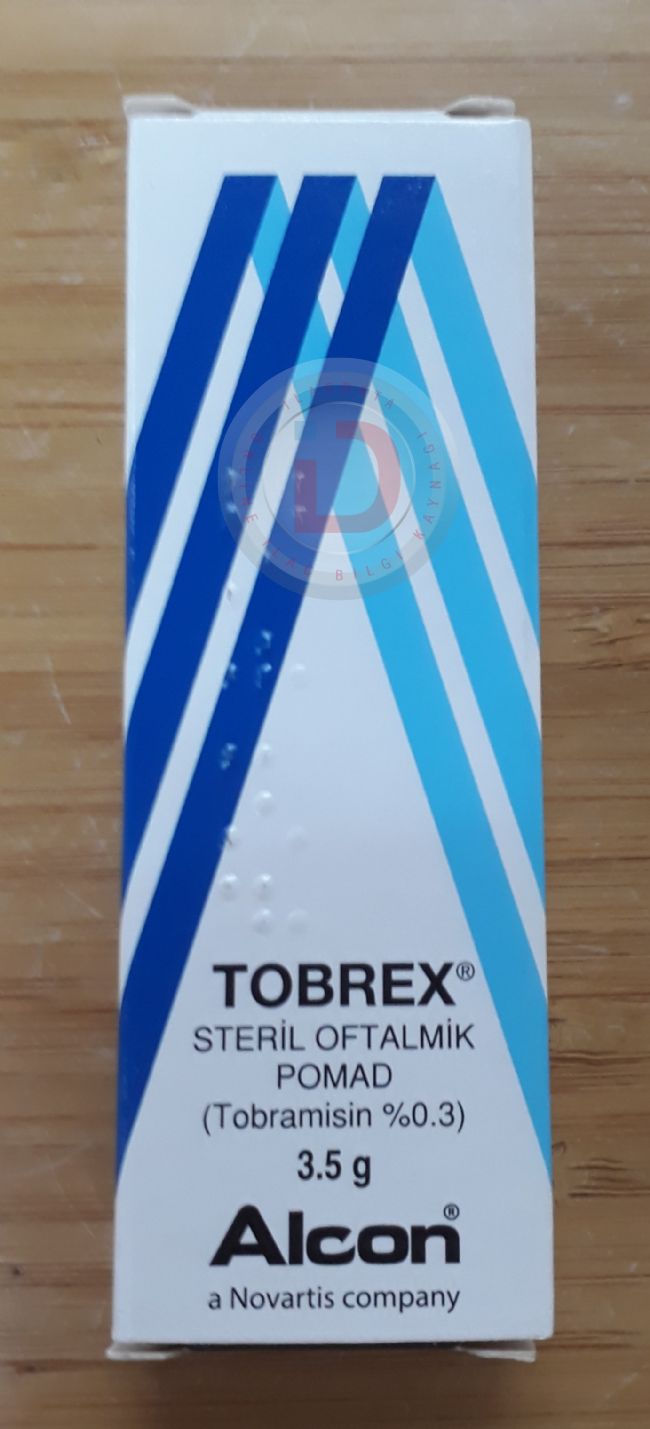 TOBREX®
STERİL OFTALMİK
POMAD
(Tobramisin %0.3)
3.5 g
Alcon®
a Novartis company